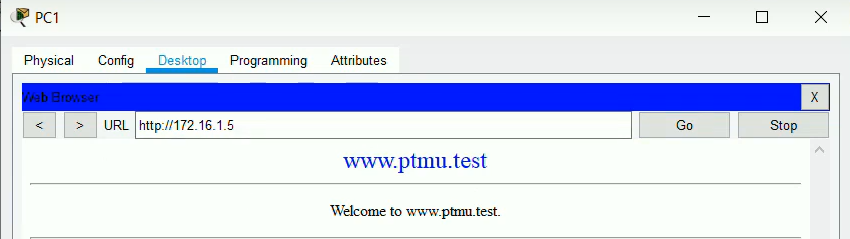 PC1
Physical Config Desktop Programming Attributes
Web Browser X
< > URL http://172.16.1.5 Go Stop
www.ptmu.test
Welcome to www.ptmu.test.